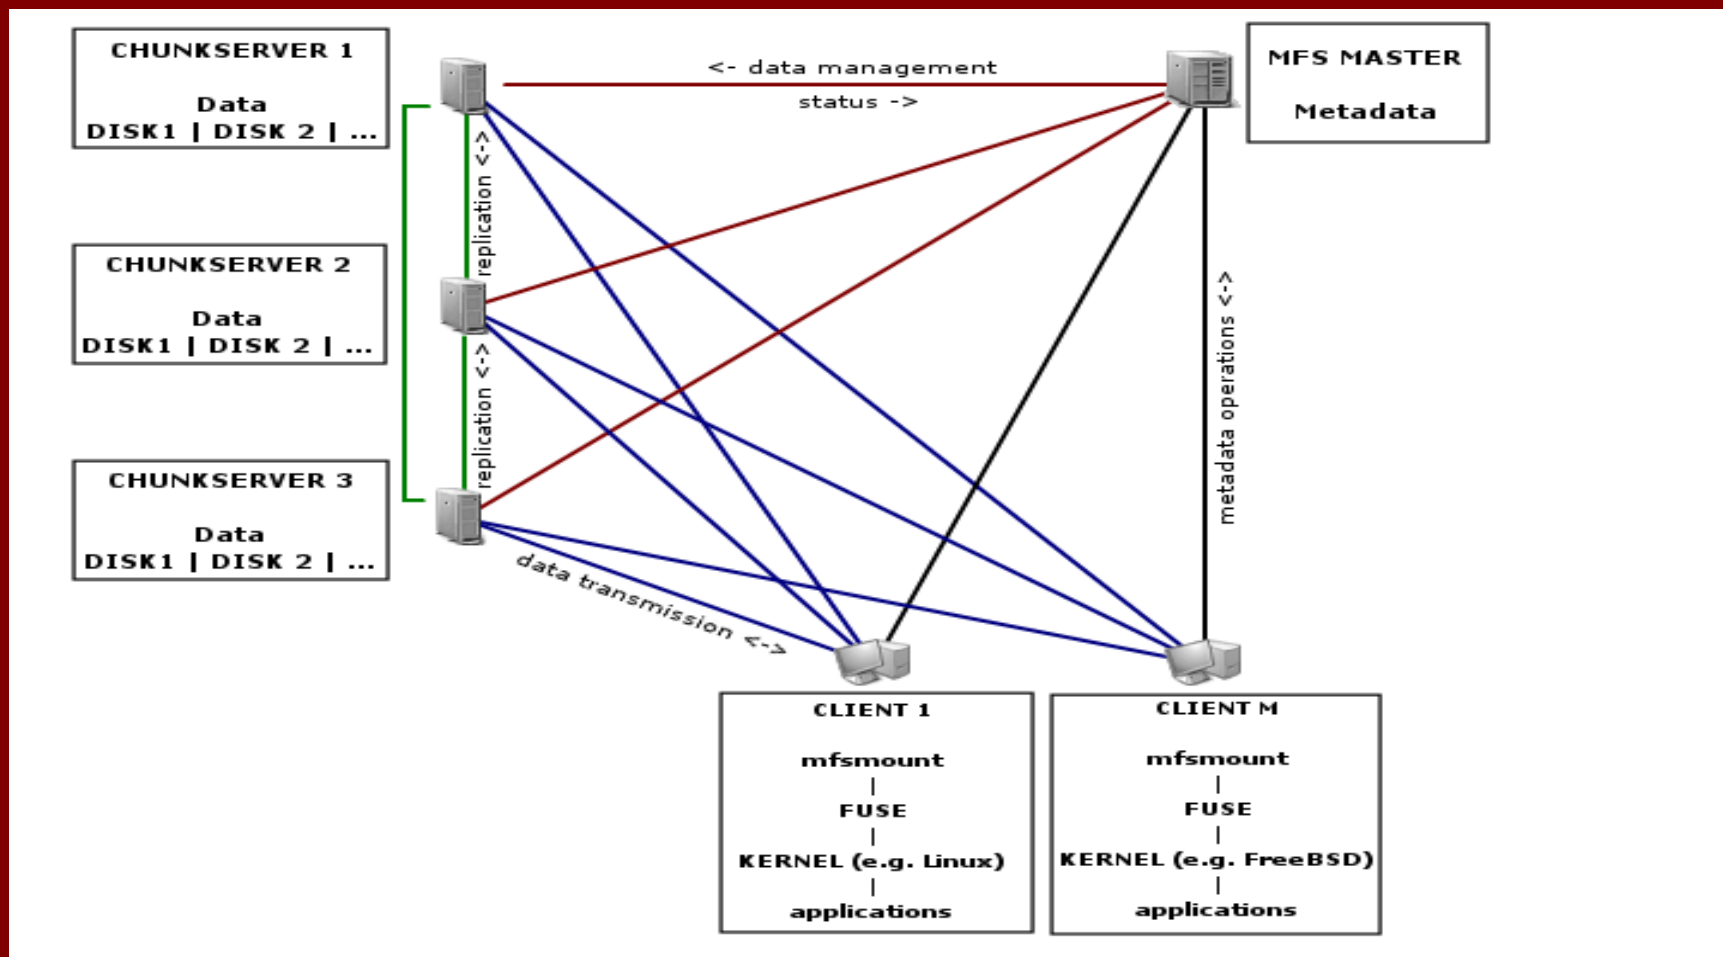 CHUNKSERVER 1
Data
DISK1 | DISK 2 | ...
<- data management
status ->
MFS MASTER
Metadata
replication <->
CHUNKSERVER 2
Data
DISK1 | DISK 2 | ...
replication <->
metadata operations <->
CHUNKSERVER 3
Data
DISK1 | DISK 2 | ...
data transmission <->
CLIENT 1
mfsmount
|
FUSE
|
KERNEL (e.g. Linux)
|
applications
CLIENT M
mfsmount
|
FUSE
|
KERNEL (e.g. FreeBSD)
|
applications